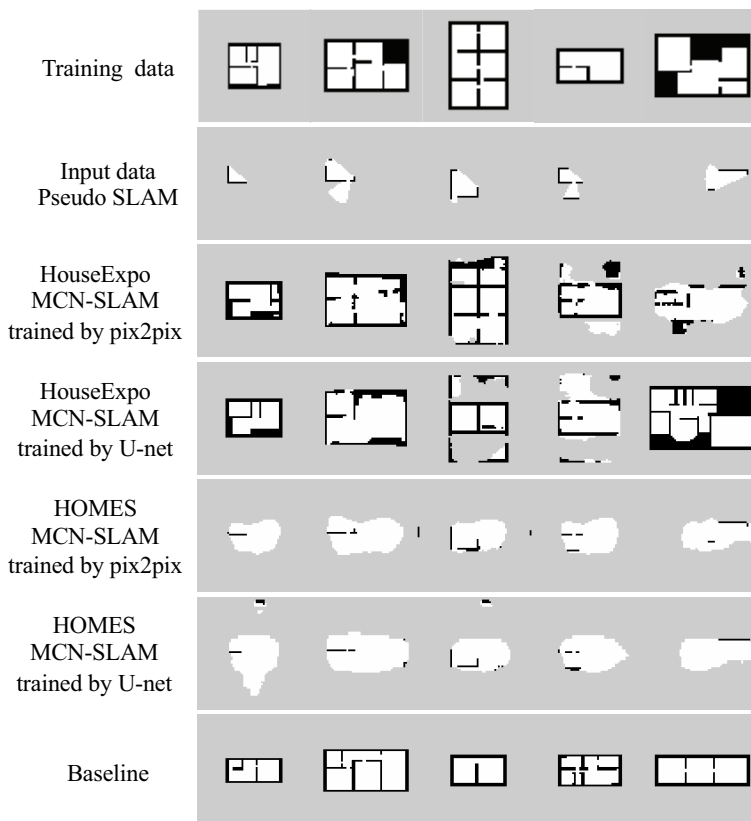 Training data
Input data
Pseudo SLAM
HouseExpo
MCN-SLAM
trained by pix2pix
HouseExpo
MCN-SLAM
trained by U-net
HOMES
MCN-SLAM
trained by pix2pix
HOMES
MCN-SLAM
trained by U-net
Baseline